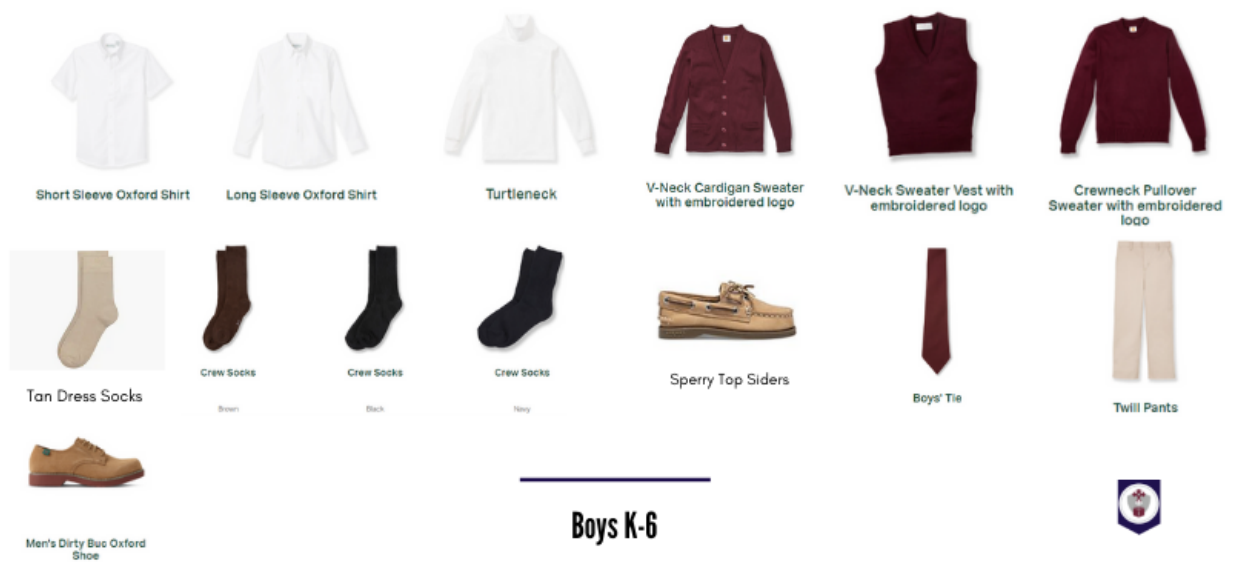 Short Sleeve Oxford Shirt
Long Sleeve Oxford Shirt
Turtleneck
V-Neck Cardigan Sweater
with embroidered logo
V-Neck Sweater Vest with
embroidered logo
Crewneck Pullover
Sweater with embroidered
logo
Tan Dress Socks
Crew Socks
Brown
Crew Socks
Black
Crew Socks
Navy
Sperry Top Siders
Boys' Tie
Twill Pants
Men's Dirty Buc Oxford
Shoe
Boys K-6